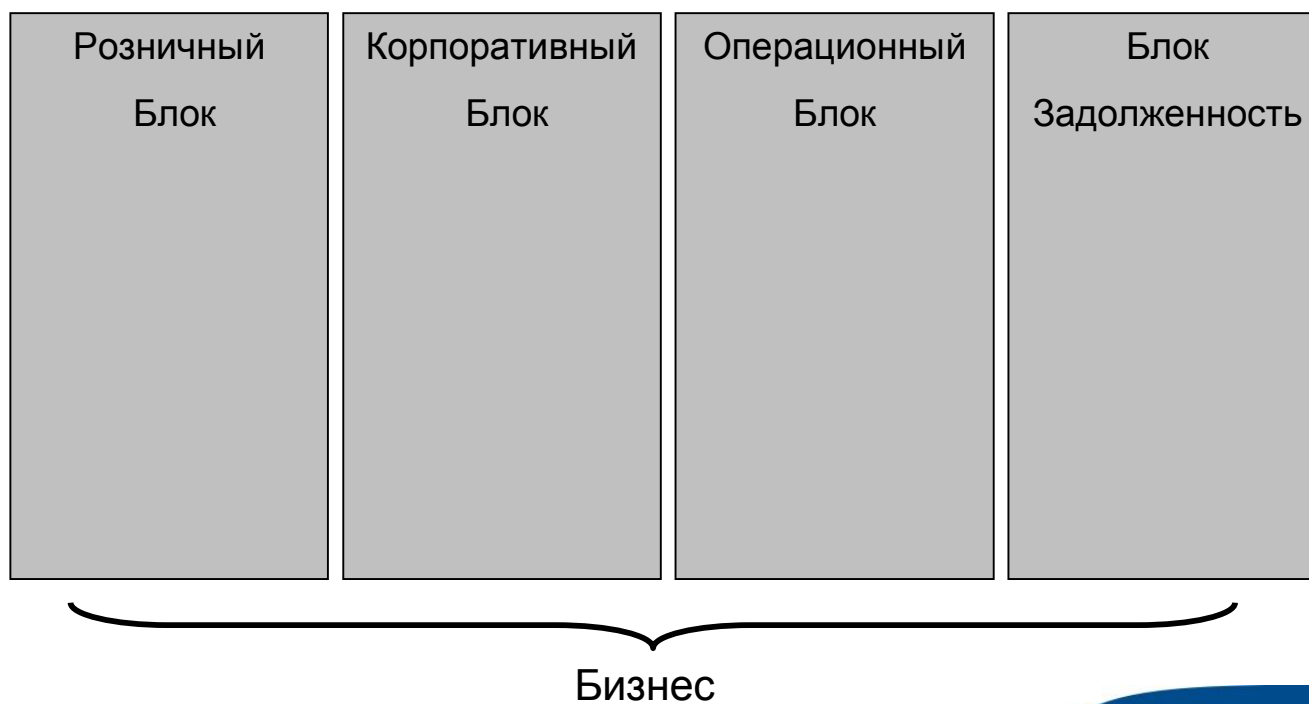 Розничный
Блок
Корпоративный
Блок
Операционный
Блок
Блок
Задолженность
Бизнес